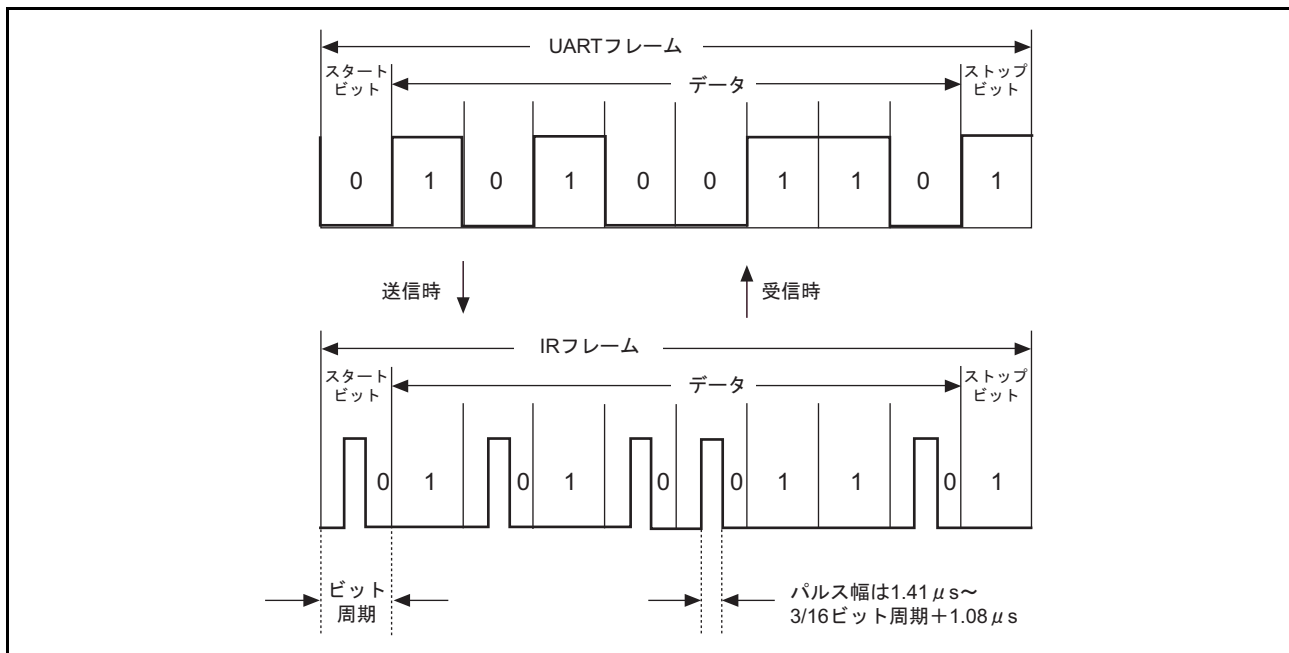 UARTフレーム
スタート
ビット
データ
ストップ
ビット
0 1 0 1 0 0 1 1 0 1
送信時
受信時
IRフレーム
スタート
ビット
データ
ストップ
ビット
0 1 0 1 0 0 1 1 0 1
ビット
周期
パルス幅は1.41μs～
3/16ビット周期＋1.08μs